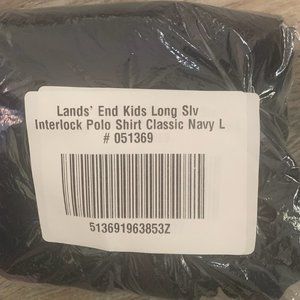 Lands' End Kids Long Slv
Interlock Polo Shirt Classic Navy L
# 051369
513691963853Z